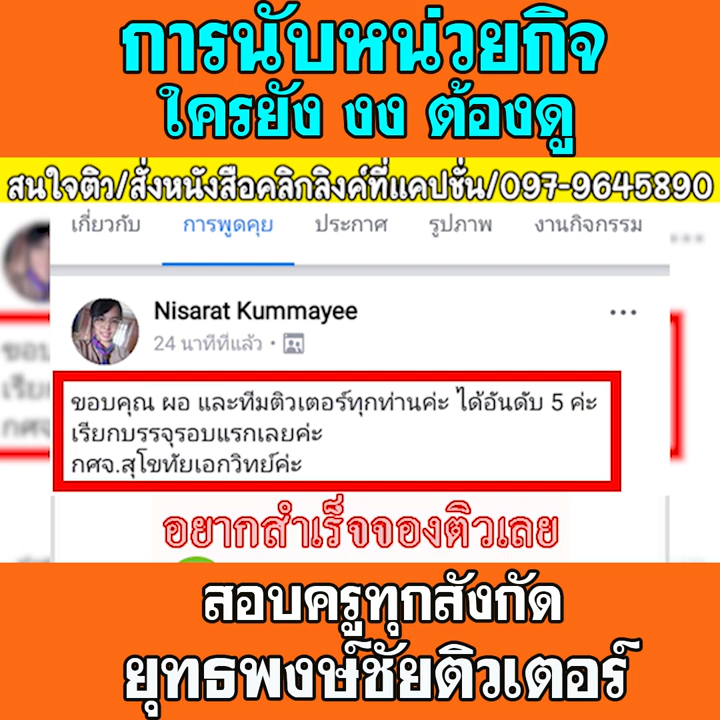 การนับหน่วยกิจ
ใครยัง งง ต้องดู
สนใจติว/สั่งหนังสือคลิกลิงค์ที่แคปชั่น/097-9645890
เกี่ยวกับ การพูดคุย ประกาศ รูปภาพ งานกิจกรรม
Nisarat Kummayee
24 นาทีที่แล้ว
ขอบคุณ ผอ และทีมติวเตอร์ทุกท่านค่ะ ได้อันดับ 5 ค่ะ
เรียกบรรจุรอบแรกเลยค่ะ
กศจ.สุโขทัยเอกวิทย์ค่ะ
อยากสำเร็จจองติวเลย
สอบครูทุกสังกัด
ยุทธพงษ์ชัยติวเตอร์